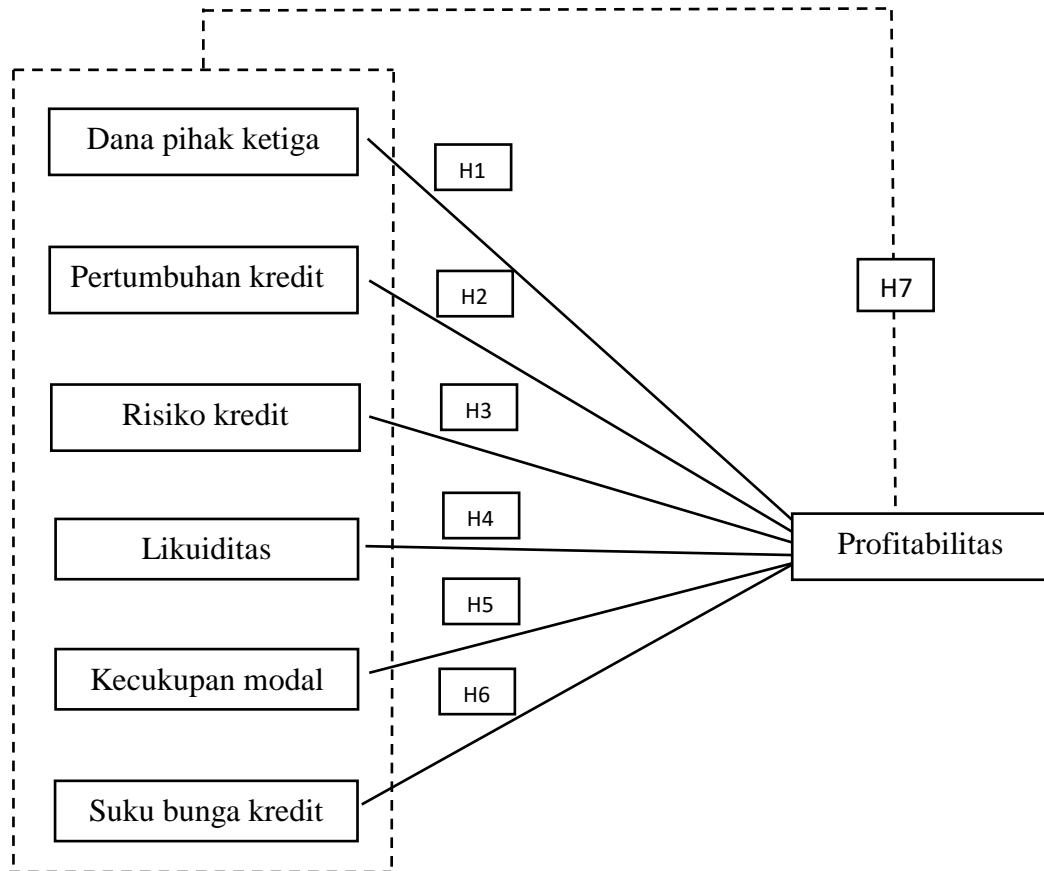 Dana pihak ketiga
H1
Pertumbuhan kredit
H2
H7
Risiko kredit
H3
Likuiditas
H4
Profitabilitas
H5
Kecukupan modal
H6
Suku bunga kredit